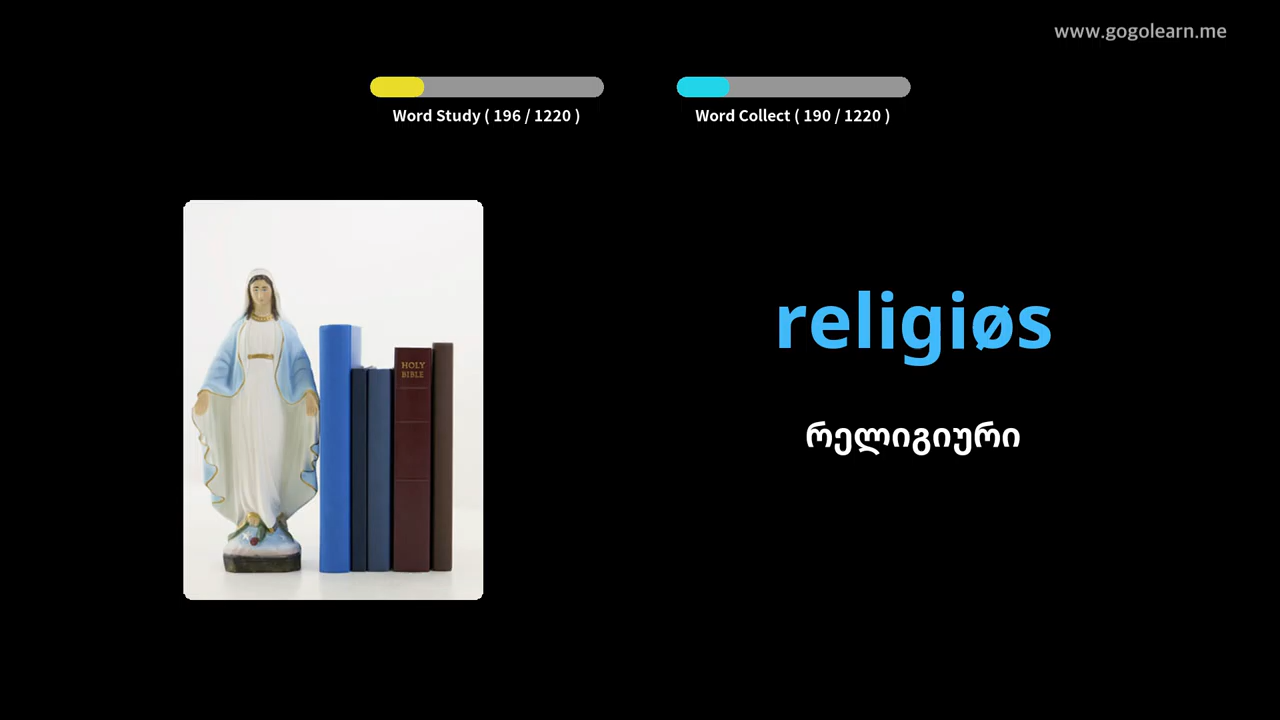 www.gogolearn.me
Word Study ( 196 / 1220 )
Word Collect ( 190 / 1220 )
HOLY
BIBLE
religiøs
რელიგიური